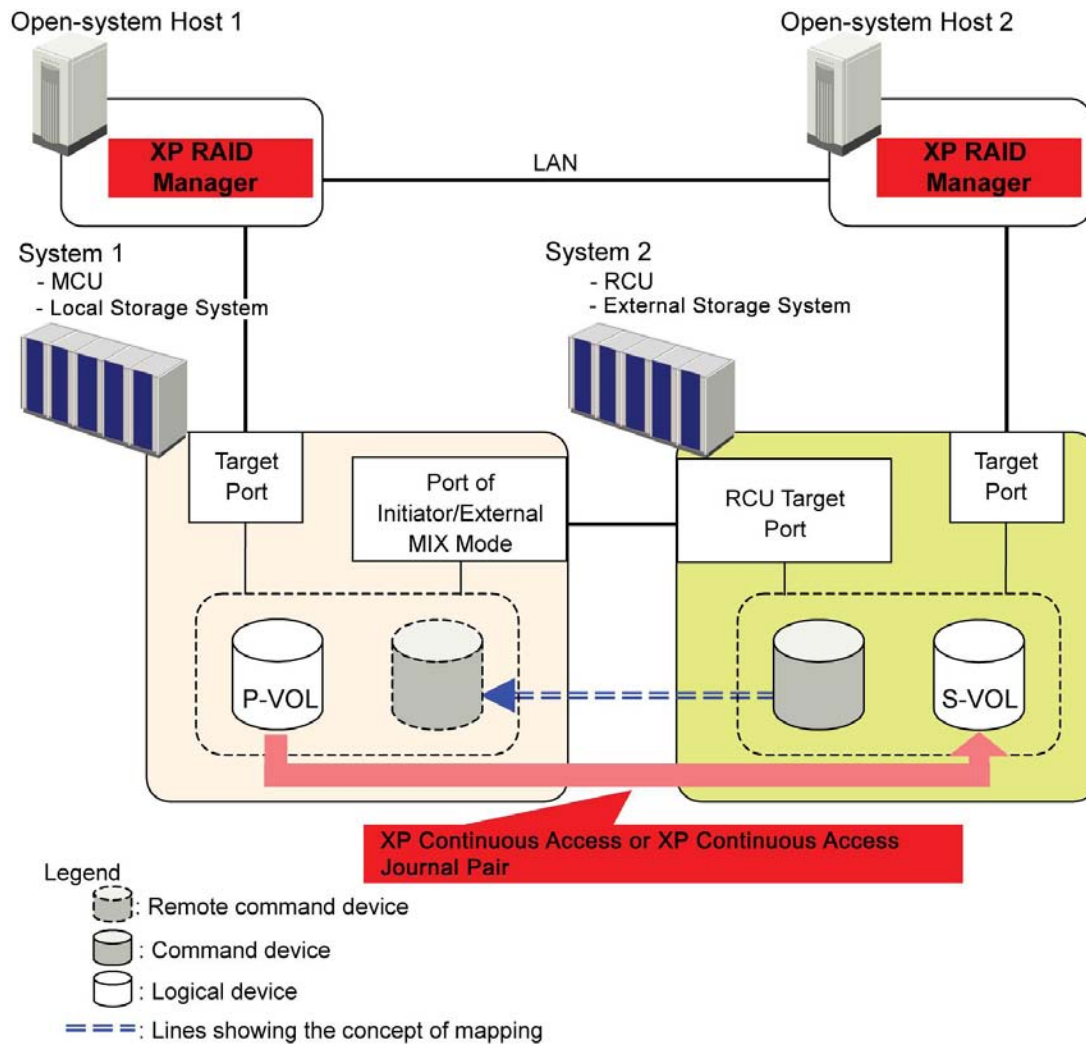 Open-system Host 1
Open-system Host 2
XP RAID
Manager
LAN
XP RAID
Manager
System 1
- MCU
- Local Storage System
System 2
- RCU
- External Storage System
Target
Port
Port of
Initiator/External
MIX Mode
RCU Target
Port
Target
Port
P-VOL
S-VOL
XP Continuous Access or XP Continuous Access
Journal Pair
Legend
: Remote command device
: Command device
: Logical device
: Lines showing the concept of mapping